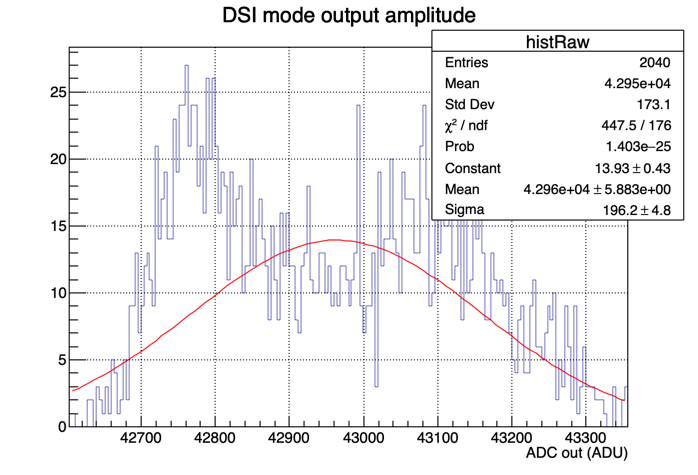 DSI mode output amplitude
histRaw
Entries 2040
Mean 4.295e+04
Std Dev 173.1
χ² / ndf 447.5 / 176
Prob 1.403e−25
Constant 13.93 ± 0.43
Mean 4.296e+04 ± 5.883e+00
Sigma 196.2 ± 4.8
25
20
15
10
5
0
42700 42800 42900 43000 43100 43200 43300
ADC out (ADU)